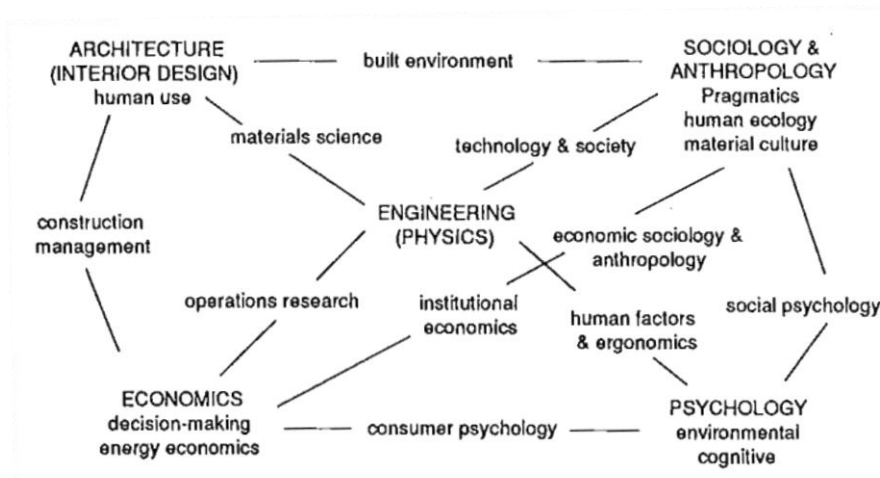 ARCHITECTURE
(INTERIOR DESIGN)
human use
built environment
SOCIOLOGY &
ANTHROPOLOGY
Pragmatics
human ecology
material culture
materials science
technology & society
ENGINEERING
(PHYSICS)
construction
management
economic sociology &
anthropology
operations research
institutional
economics
human factors
& ergonomics
social psychology
ECONOMICS
decision-making
energy economics
consumer psychology
PSYCHOLOGY
environmental
cognitive